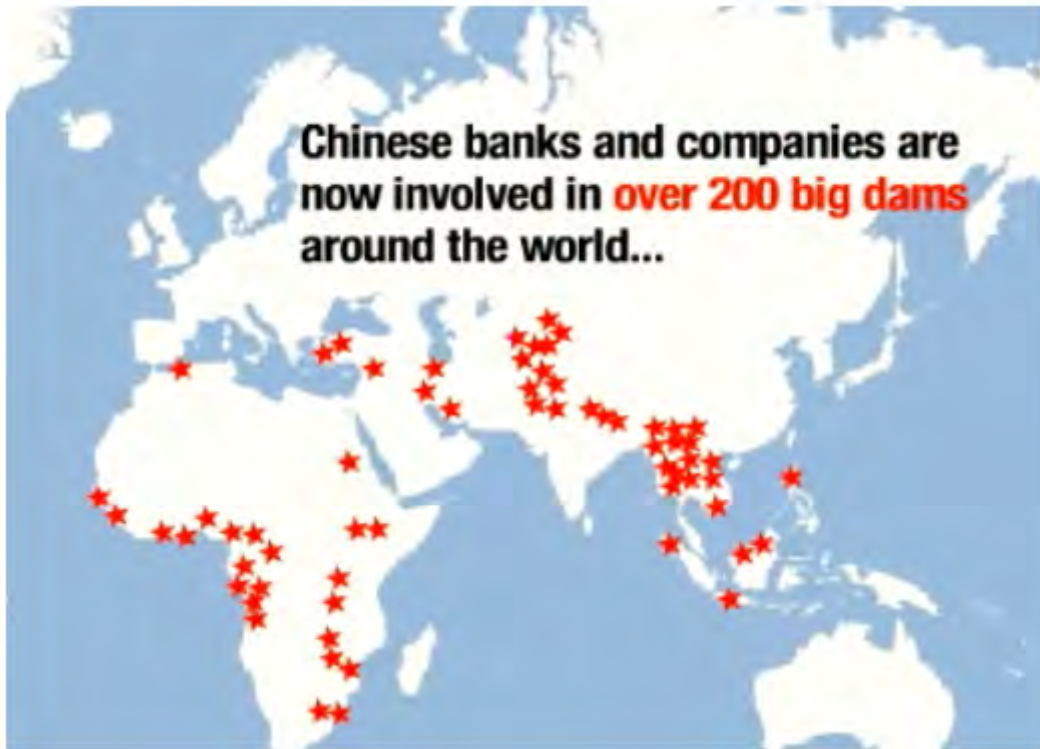 Chinese banks and companies are
now involved in over 200 big dams
around the world...